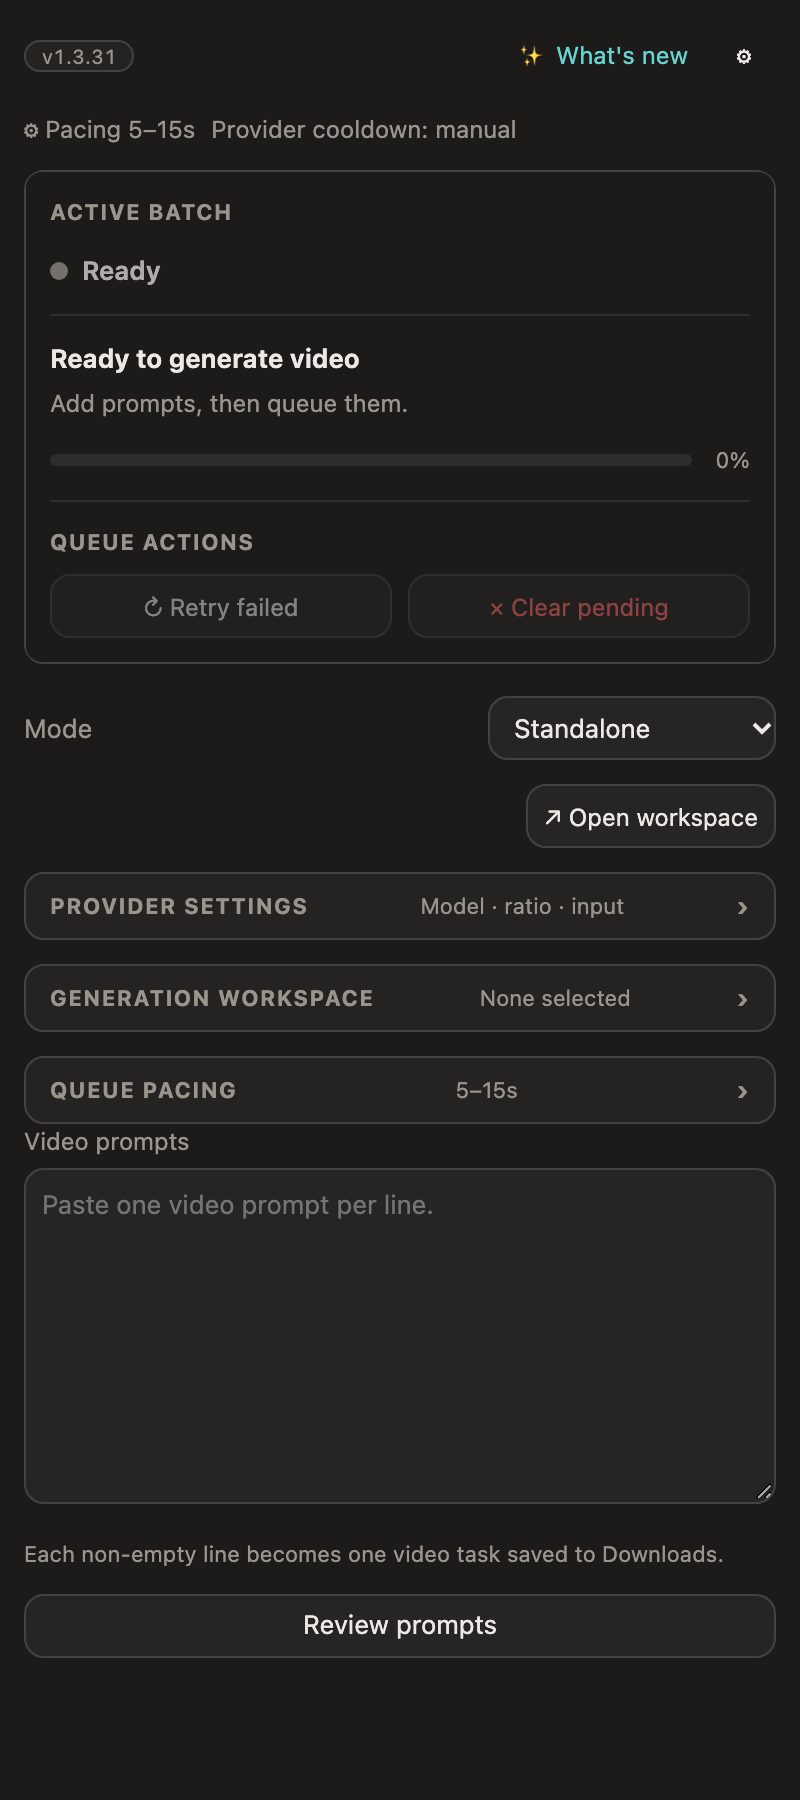 v1.3.31
✨ What's new ⚙
⚙ Pacing 5–15s Provider cooldown: manual
ACTIVE BATCH
Ready
Ready to generate video
Add prompts, then queue them.
0%
QUEUE ACTIONS
↻ Retry failed
× Clear pending
Mode
Standalone
↗ Open workspace
PROVIDER SETTINGS Model · ratio · input ›
GENERATION WORKSPACE None selected ›
QUEUE PACING 5–15s ›
Video prompts
Paste one video prompt per line.
Each non-empty line becomes one video task saved to Downloads.
Review prompts